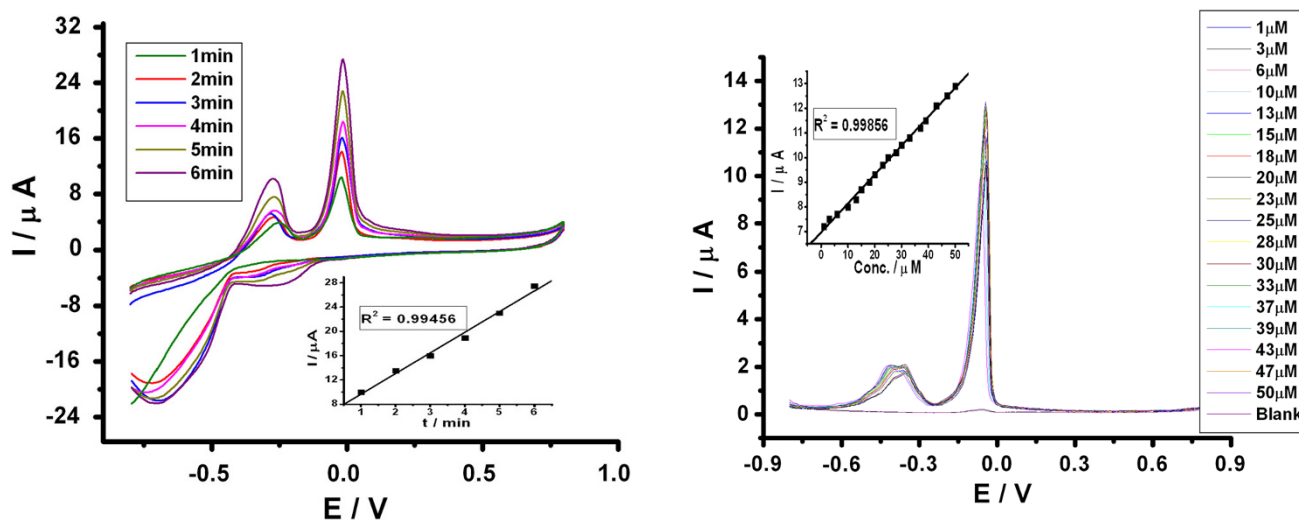 32
24
16
8
0
-8
-16
-24
I / μ A
1min
2min
3min
4min
5min
6min
-0.5
0.0
0.5
1.0
E / V
28
24
20
16
12
8
I / μA
R² = 0.99456
1 2 3 4 5 6
t / min
14
12
10
8
6
4
2
0
I / μ A
13
12
11
10
9
8
7
I / μ A
R² = 0.99856
0 10 20 30 40 50
Conc. / μ M
-0.9 -0.6 -0.3 0.0 0.3 0.6 0.9
E / V
1μM
3μM
6μM
10μM
13μM
15μM
18μM
20μM
23μM
25μM
28μM
30μM
33μM
37μM
39μM
43μM
47μM
50μM
Blank